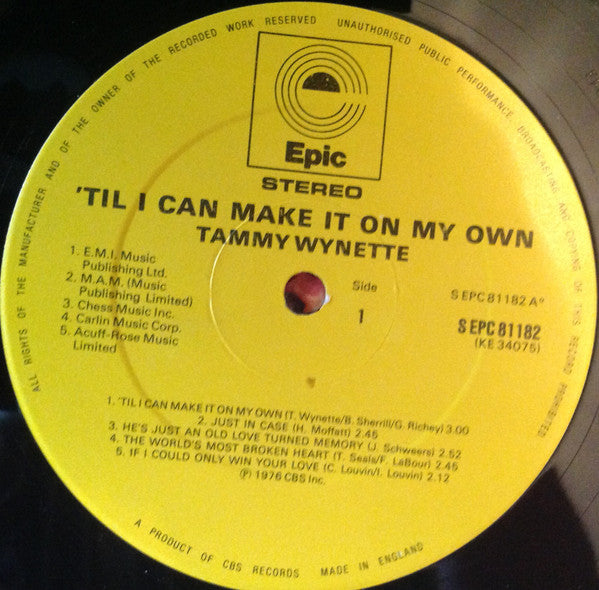 ALL RIGHTS OF THE MANUFACTURER AND OF THE OWNER OF THE RECORDED WORK RESERVED UNAUTHORISED PUBLIC PERFORMANCE, BROADCASTING AND COPYING OF THIS RECORD PROHIBITED
Epic
STEREO
'TIL I CAN MAKE IT ON MY OWN
TAMMY WYNETTE
1. E.M.I. Music
Publishing Ltd.
2. M.A.M. (Music
Publishing Limited)
3. Chess Music Inc.
4. Carlin Music Corp.
5. Acuff-Rose Music
Limited
Side
1
S EPC 81182 A°
S EPC 81182
(KE 34075)
1. 'TIL I CAN MAKE IT ON MY OWN (T. Wynette/B. Sherrill/G. Richey) 3.00
2. JUST IN CASE (H. Moffatt) 2.45
3. HE'S JUST AN OLD LOVE TURNED MEMORY (J. Schweers) 2.52
4. THE WORLD'S MOST BROKEN HEART (T. Seals/F. LaBour) 2.45
5. IF I COULD ONLY WIN YOUR LOVE (C. Louvin/I. Louvin) 2.12
℗ 1976 CBS Inc.
A PRODUCT OF CBS RECORDS MADE IN ENGLAND